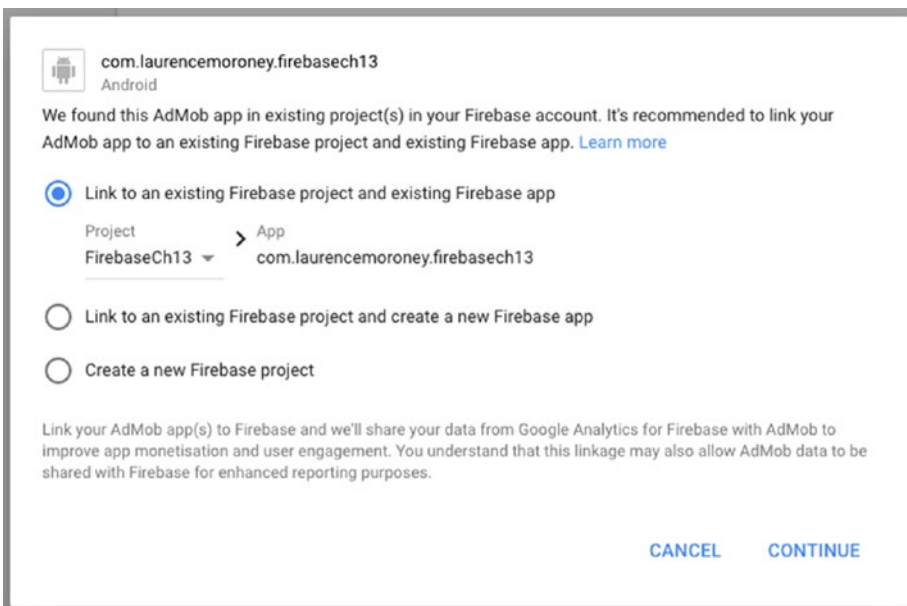 com.laurencemoroney.firebasech13
Android
We found this AdMob app in existing project(s) in your Firebase account. It's recommended to link your
AdMob app to an existing Firebase project and existing Firebase app. Learn more
Link to an existing Firebase project and existing Firebase app
Project
App
FirebaseCh13
com.laurencemoroney.firebasech13
Link to an existing Firebase project and create a new Firebase app
Create a new Firebase project
Link your AdMob app(s) to Firebase and we'll share your data from Google Analytics for Firebase with AdMob to
improve app monetisation and user engagement. You understand that this linkage may also allow AdMob data to be
shared with Firebase for enhanced reporting purposes.
CANCEL
CONTINUE